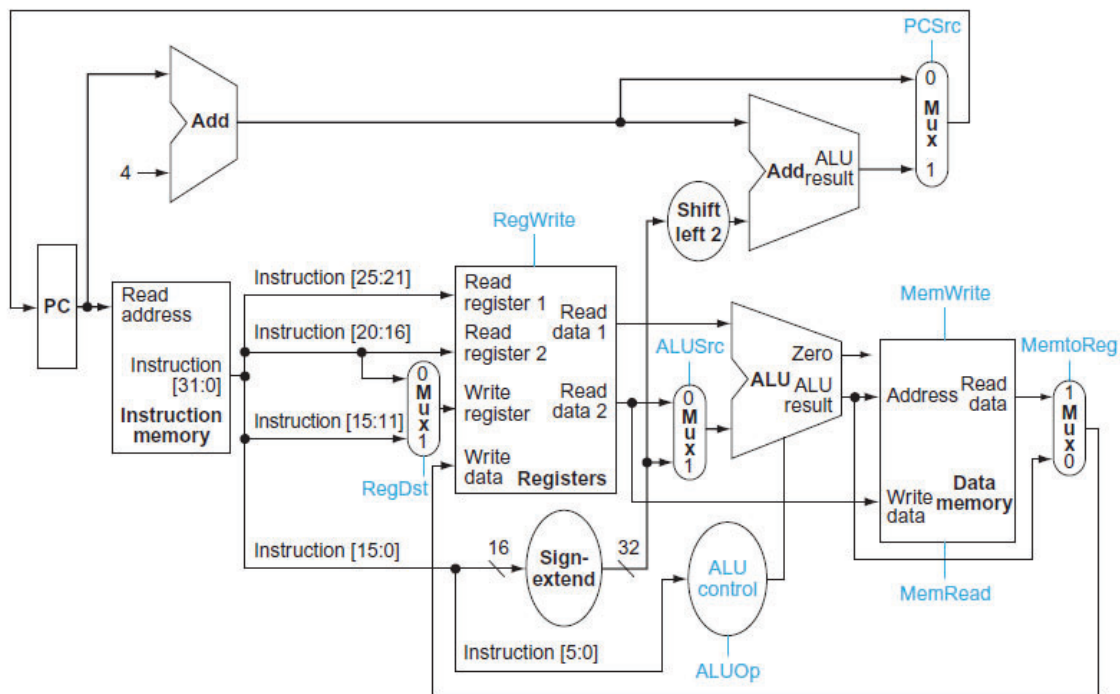 PCSrc
0
Mux
1
Add
4
Add
ALU
result
Shift
left 2
RegWrite
PC
Read
address
Instruction
[31:0]
Instruction
memory
Instruction [25:21]
Instruction [20:16]
Instruction [15:11]
0
Mux
1
RegDst
Read
register 1
Read
register 2
Write
register
Write
data
Read
data 1
Read
data 2
Registers
ALUSrc
0
Mux
1
Zero
ALU
ALU
result
MemWrite
Address
Read
data
Write
data
Data
memory
MemRead
MemtoReg
1
Mux
0
Instruction [15:0]
16
Sign-
extend
32
ALU
control
ALUOp
Instruction [5:0]